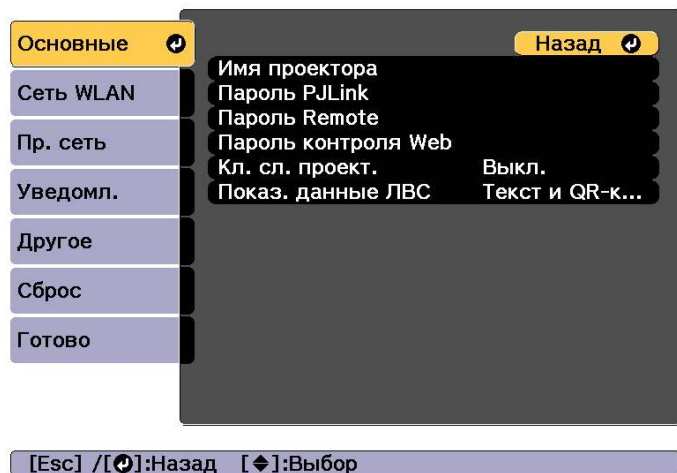 Основные
Назад
Имя проектора
Сеть WLAN
Пароль PJLink
Пароль Remote
Пр. сеть
Пароль контроля Web
Кл. сл. проект. Выкл.
Уведомл.
Показ. данные ЛВС Текст и QR-к...
Другое
Сброс
Готово
[Esc] /[]:Назад []:Выбор